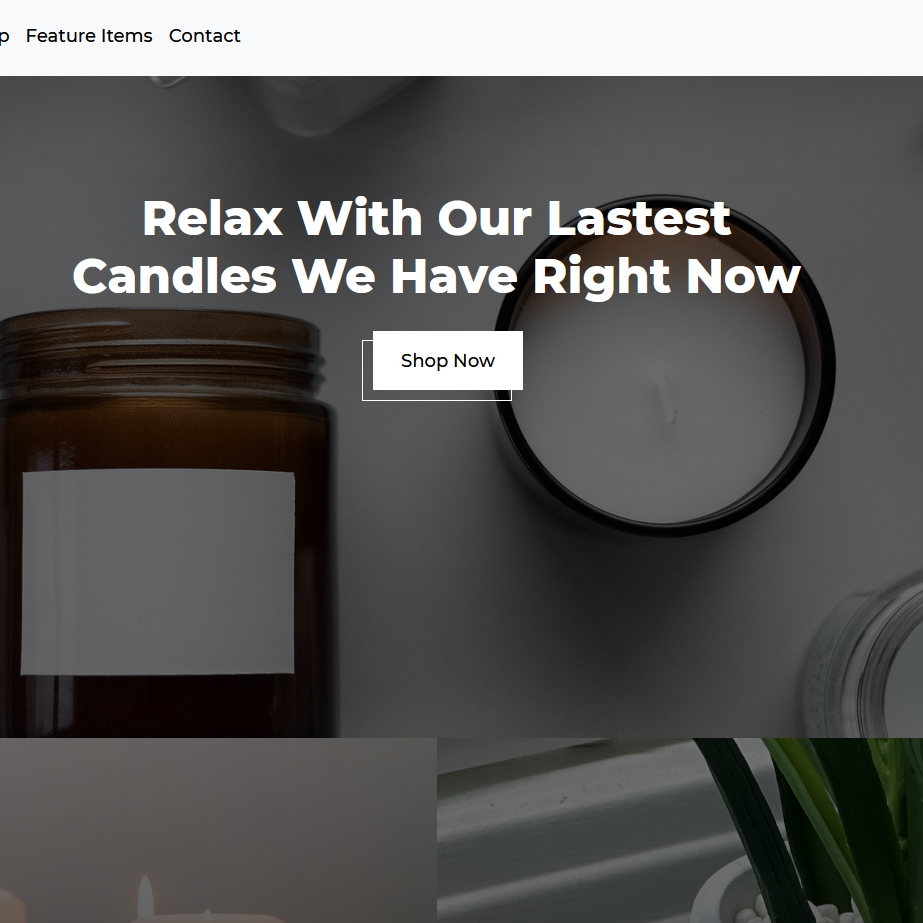 Feature Items Contact
Relax With Our Lastest
Candles We Have Right Now
Shop Now